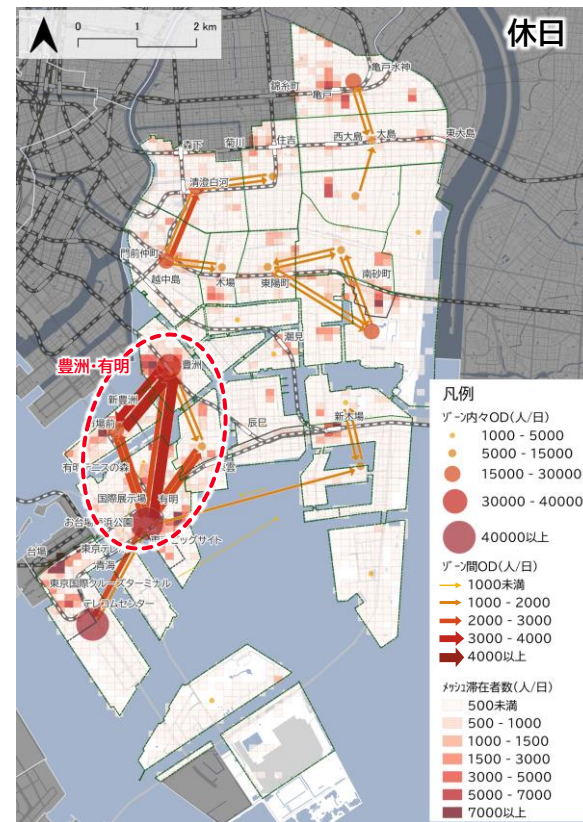 休日
0 1 2 km
亀戸水神
錦糸町
亀戸
森下
菊川
住吉
西大島
大島
東大島
清澄白河
門前仲町
越中島
木場
東陽町
南砂町
潮見
豊洲・有明
豊洲
新豊洲
市場前
辰巳
新木場
有明テニスの森
東雲
国際展示場
有明
お台場海浜公園
台場
東京テレ
東京ビッグサイト
青海
東京国際クルーズターミナル
テレコムセンター
凡例
ゾーン内々OD(人/日)
1000 - 5000
5000 - 15000
15000 - 30000
30000 - 40000
40000以上
ゾーン間OD(人/日)
1000未満
1000 - 2000
2000 - 3000
3000 - 4000
4000以上
メッシュ滞在者数(人/日)
500未満
500 - 1000
1000 - 1500
1500 - 3000
3000 - 5000
5000 - 7000
7000以上